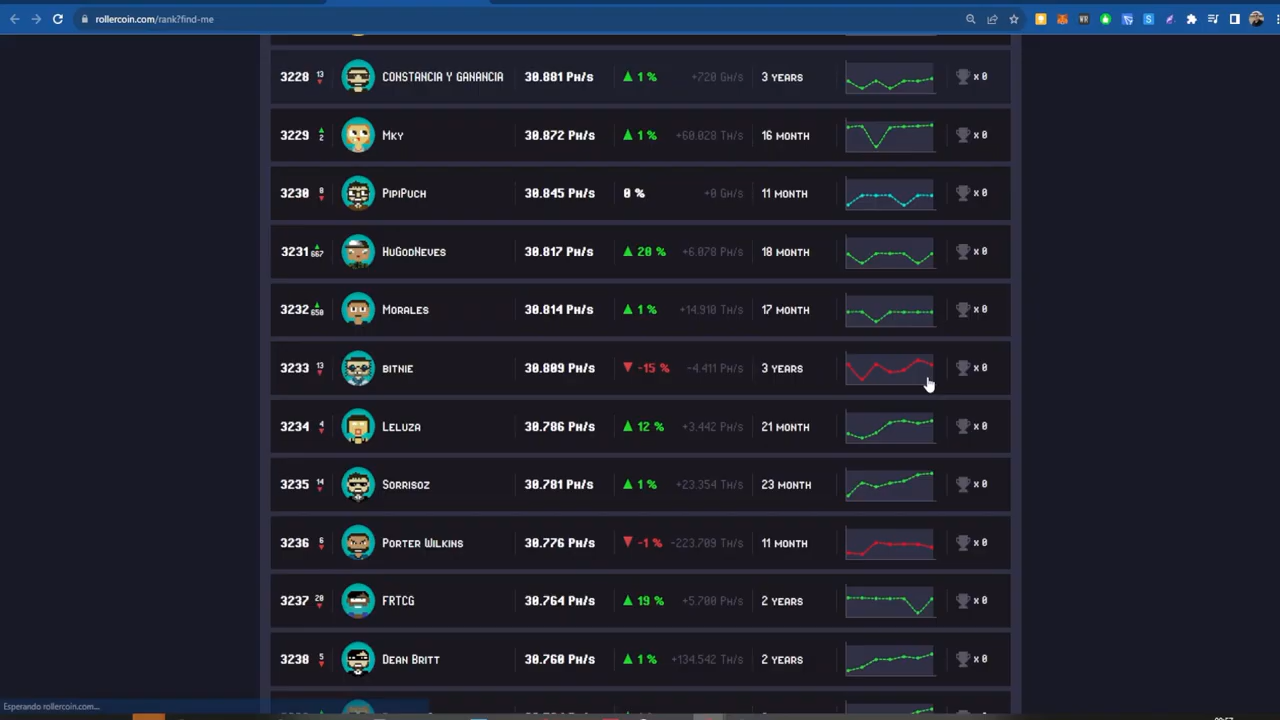 rollercoin.com/rank?find-me
3228 13 CONSTANCIA Y GANANCIA 30.881 PH/S ▲ 1 % +720 GH/S 3 YEARS x 0
3229 2 MKY 30.872 PH/S ▲ 1 % +60.028 TH/S 16 MONTH x 0
3230 8 PIPIPUCH 30.845 PH/S 0 % +0 GH/S 11 MONTH x 0
3231 667 HUGODNEVES 30.817 PH/S ▲ 20 % +6.078 PH/S 18 MONTH x 0
3232 650 MORALES 30.814 PH/S ▲ 1 % +14.910 TH/S 17 MONTH x 0
3233 13 BITNIE 30.809 PH/S ▼ -15 % -4.411 PH/S 3 YEARS x 0
3234 4 LELUZA 30.786 PH/S ▲ 12 % +3.442 PH/S 21 MONTH x 0
3235 14 SORRISOZ 30.781 PH/S ▲ 1 % +23.354 TH/S 23 MONTH x 0
3236 6 PORTER WILKINS 30.776 PH/S ▼ -1 % -223.709 TH/S 11 MONTH x 0
3237 20 FRTCG 30.764 PH/S ▲ 19 % +5.700 PH/S 2 YEARS x 0
3238 5 DEAN BRITT 30.760 PH/S ▲ 1 % +134.542 TH/S 2 YEARS x 0
Esperando rollercoin.com...